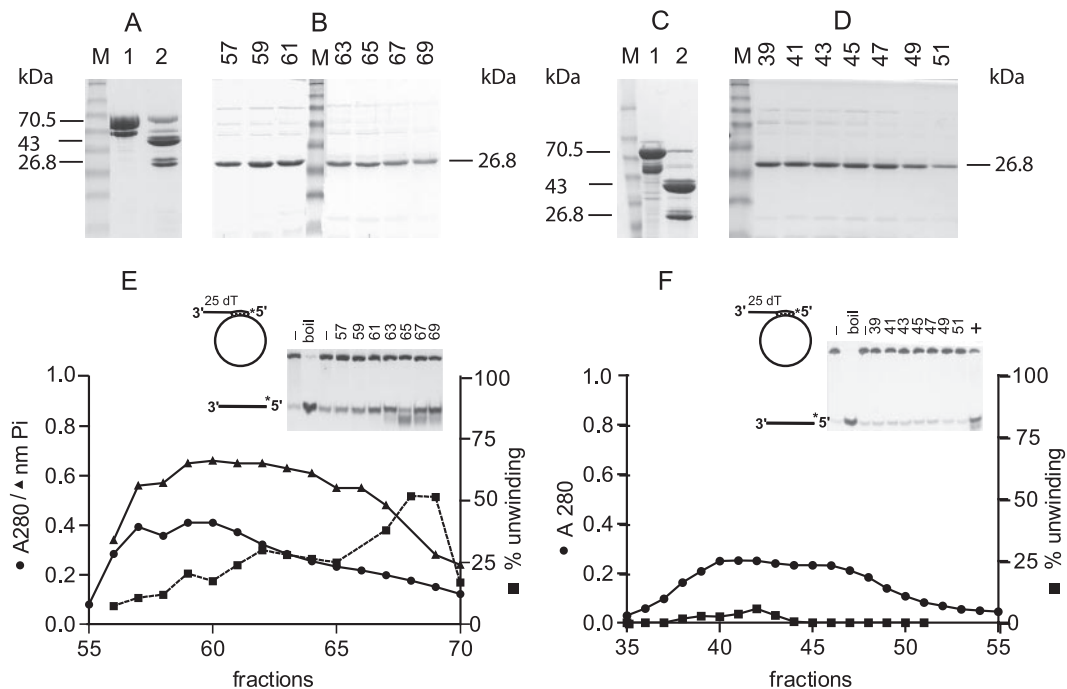 A
B
C
D
M 1 2
57 59 61 M 63 65 67 69
M 1 2
M 39 41 43 45 47 49 51
kDa
kDa
kDa
kDa
70.5
43
26.8
26.8
70.5
43
26.8
26.8
E
25 dT
3' *5'
3' *5'
– boil – 57 59 61 63 65 67 69
1.0
0.8
0.6
0.4
0.2
0.0
● A280 / ▲ nm Pi
100
75
50
25
0
■ % unwinding
55 60 65 70
fractions
F
25 dT
3' *5'
3' *5'
– boil – 39 41 43 45 47 49 51 +
1.0
0.8
0.6
0.4
0.2
0.0
● A 280
100
75
50
25
0
■ % unwinding
35 40 45 50 55
fractions